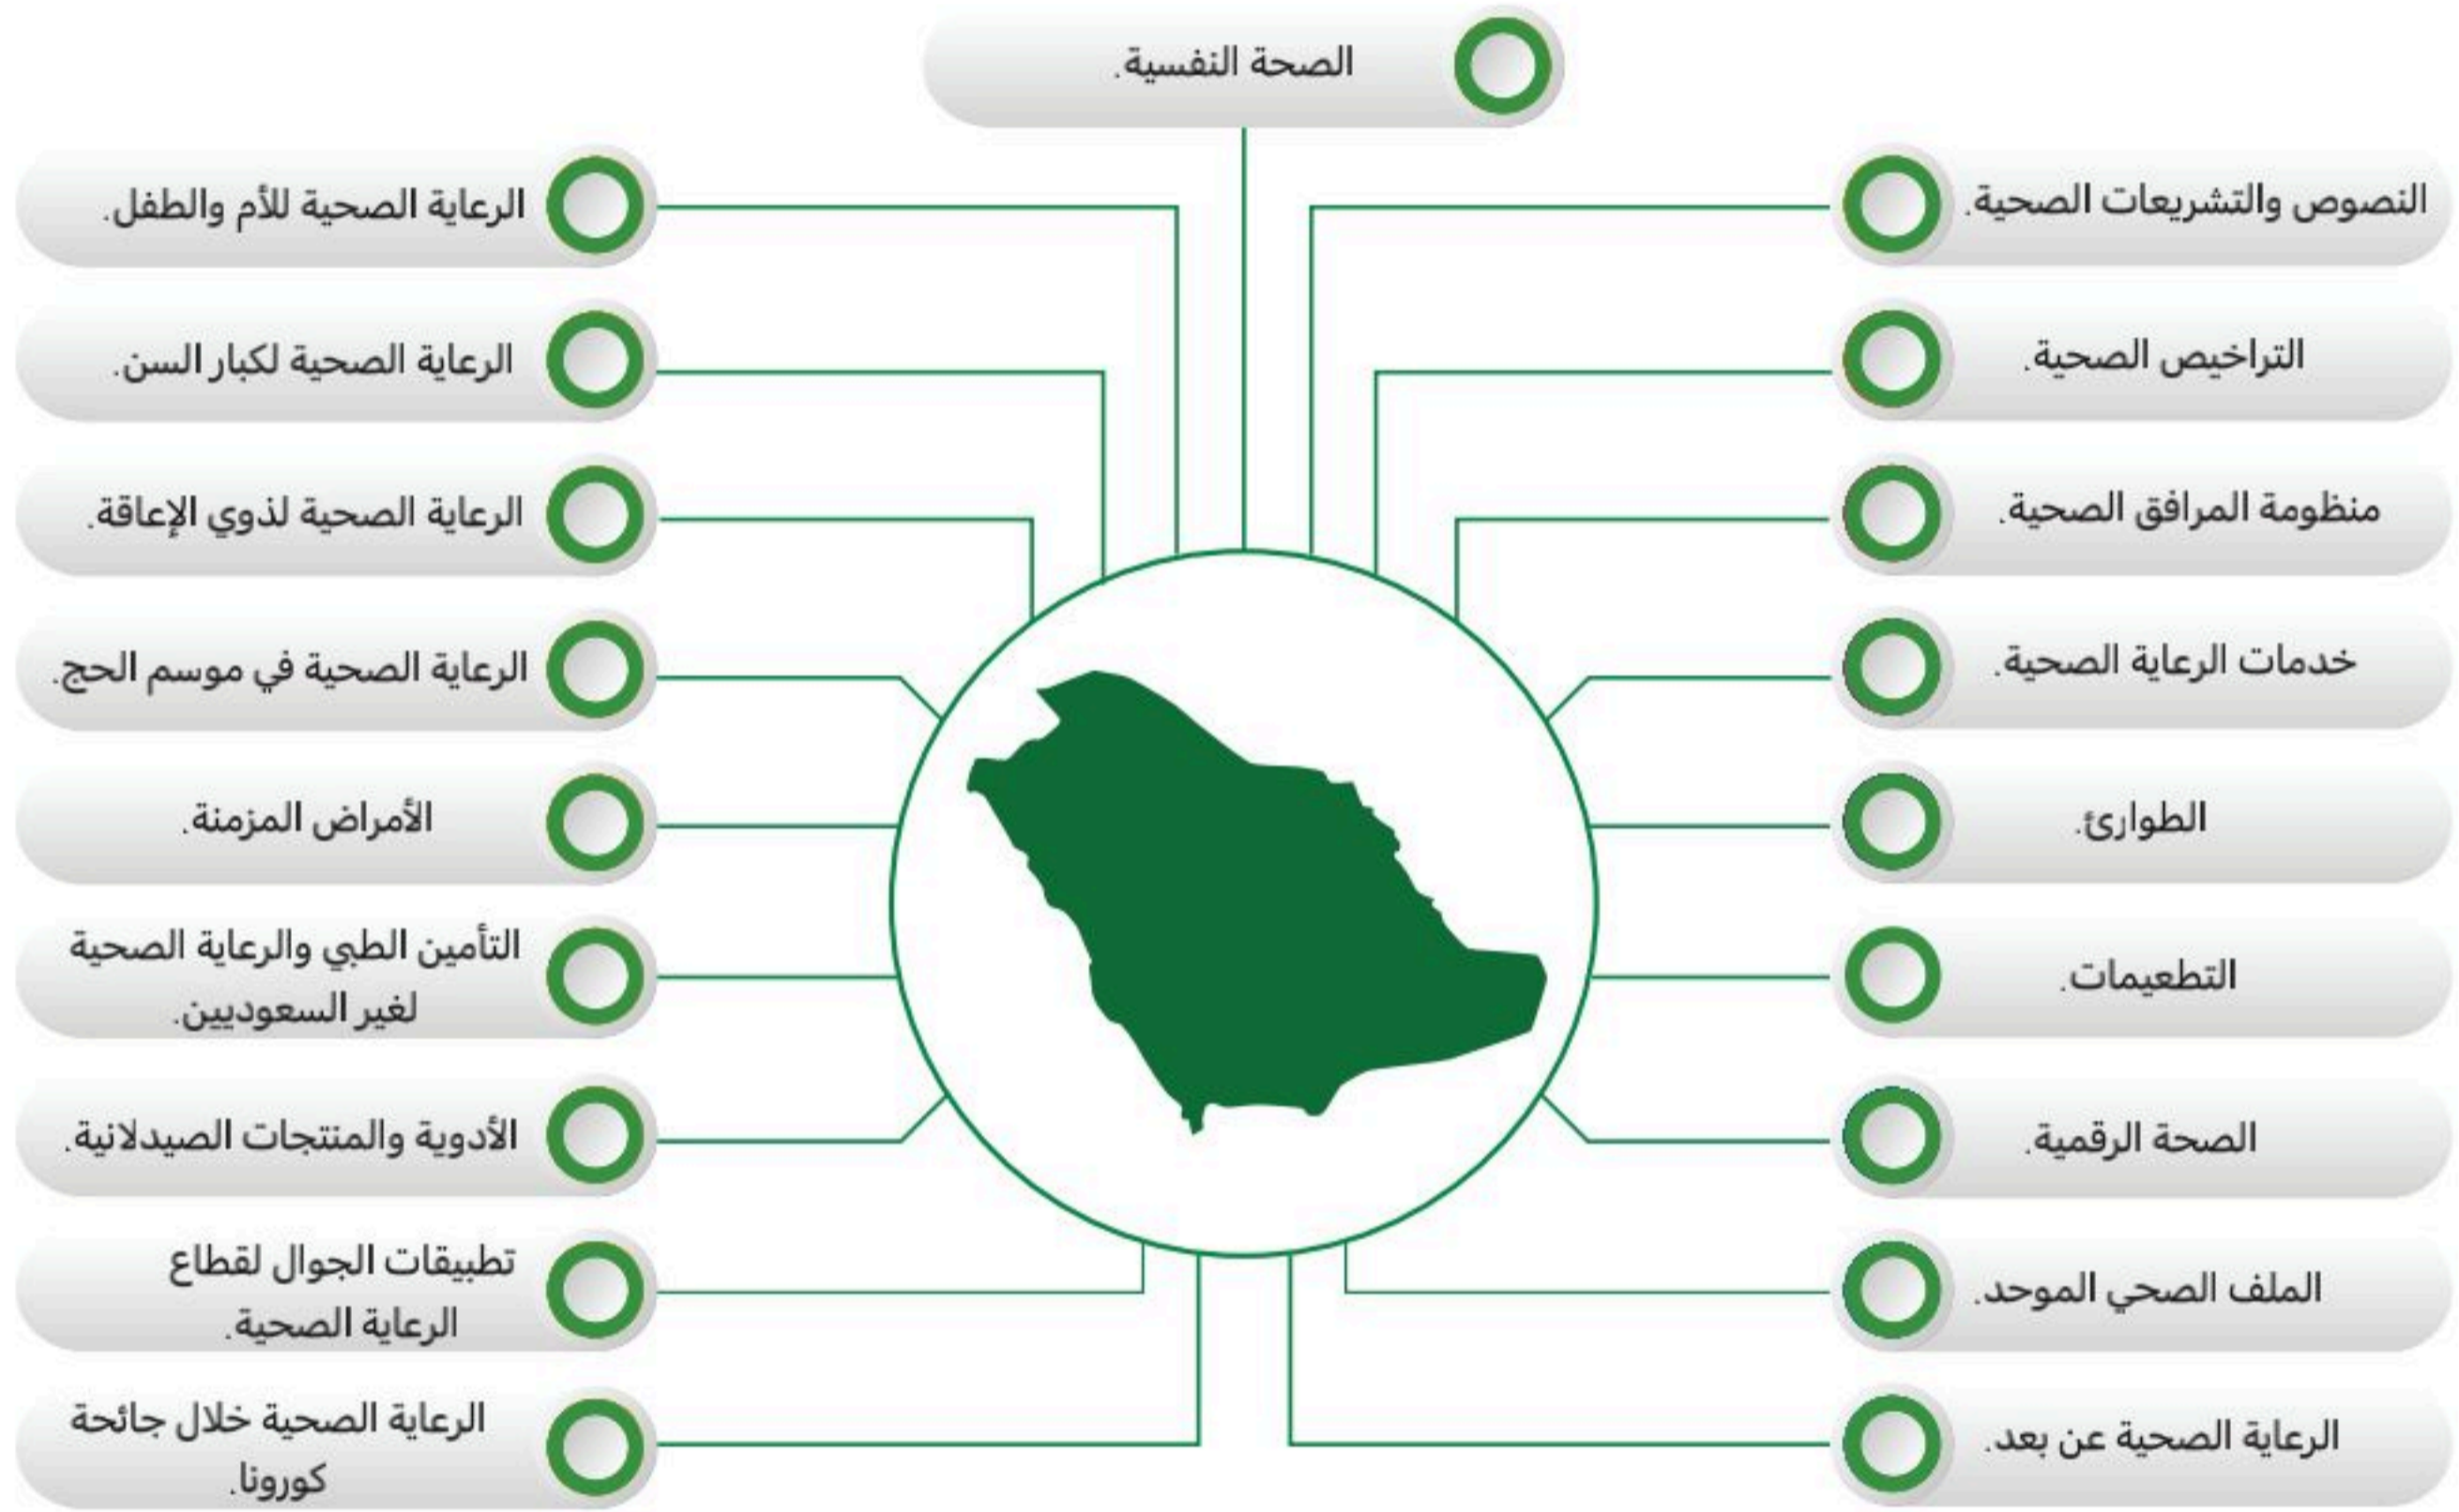 الصحة النفسية.
النصوص والتشريعات الصحية.
التراخيص الصحية.
منظومة المرافق الصحية.
خدمات الرعاية الصحية.
الطوارئ.
التطعيمات.
الصحة الرقمية.
الملف الصحي الموحد.
الرعاية الصحية عن بعد.
الرعاية الصحية للأم والطفل.
الرعاية الصحية لكبار السن.
الرعاية الصحية لذوي الإعاقة.
الرعاية الصحية في موسم الحج.
الأمراض المزمنة.
التأمين الطبي والرعاية الصحية
لغير السعوديين.
الأدوية والمنتجات الصيدلانية.
تطبيقات الجوال لقطاع
الرعاية الصحية.
الرعاية الصحية خلال جائحة
كورونا.